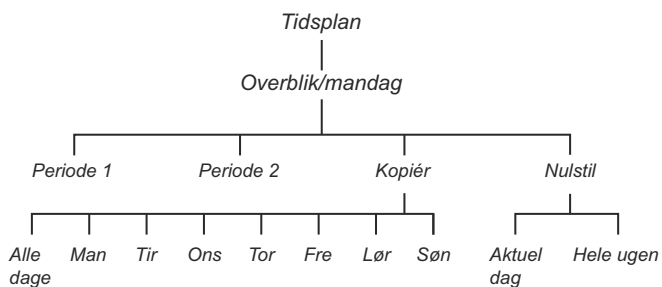 Tidsplan
Overblik/mandag
Periode 1 Periode 2 Kopiér Nulstil
Alle dage Man Tir Ons Tor Fre Lør Søn Aktuel dag Hele ugen